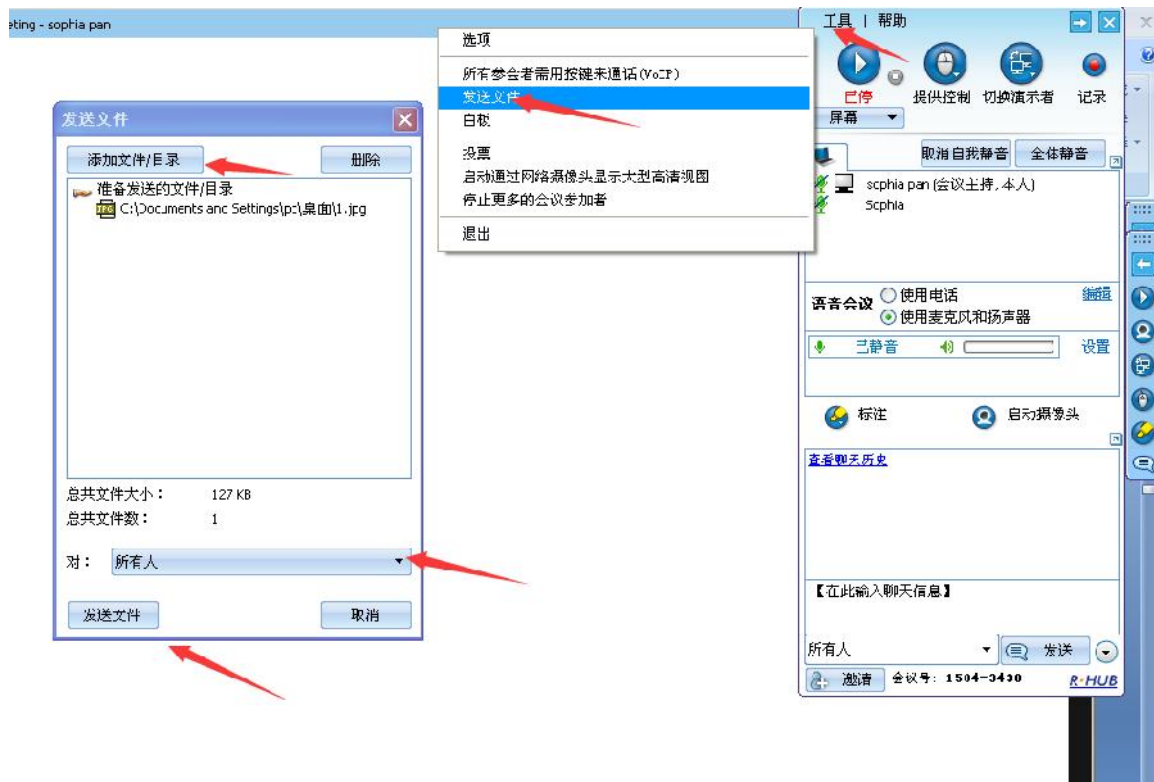 eting - sophia pan
工具 | 帮助
选项
所有参会者需用按键来通话(VoIP)
发送文件
白板
投票
启动通过网络摄像头显示大型高清视图
停止更多的会议参加者
退出
已停
提供控制
切换演示者
记录
屏幕
取消自我静音
全体静音
scphia pan (会议主持, 本人)
Scphia
语音会议
使用电话
编辑
使用麦克风和扬声器
已静音
设置
标注
启动摄像头
查看聊天历史
【在此输入聊天信息】
所有人
发送
邀请
会议号: 1504-3430
R·HUB
发送文件
添加文件/目录
删除
准备发送的文件/目录
JPG
C:\Documents anc Settings\pc\桌面\1.jpg
总共文件大小： 127 KB
总共文件数： 1
对： 所有人
发送文件
取消